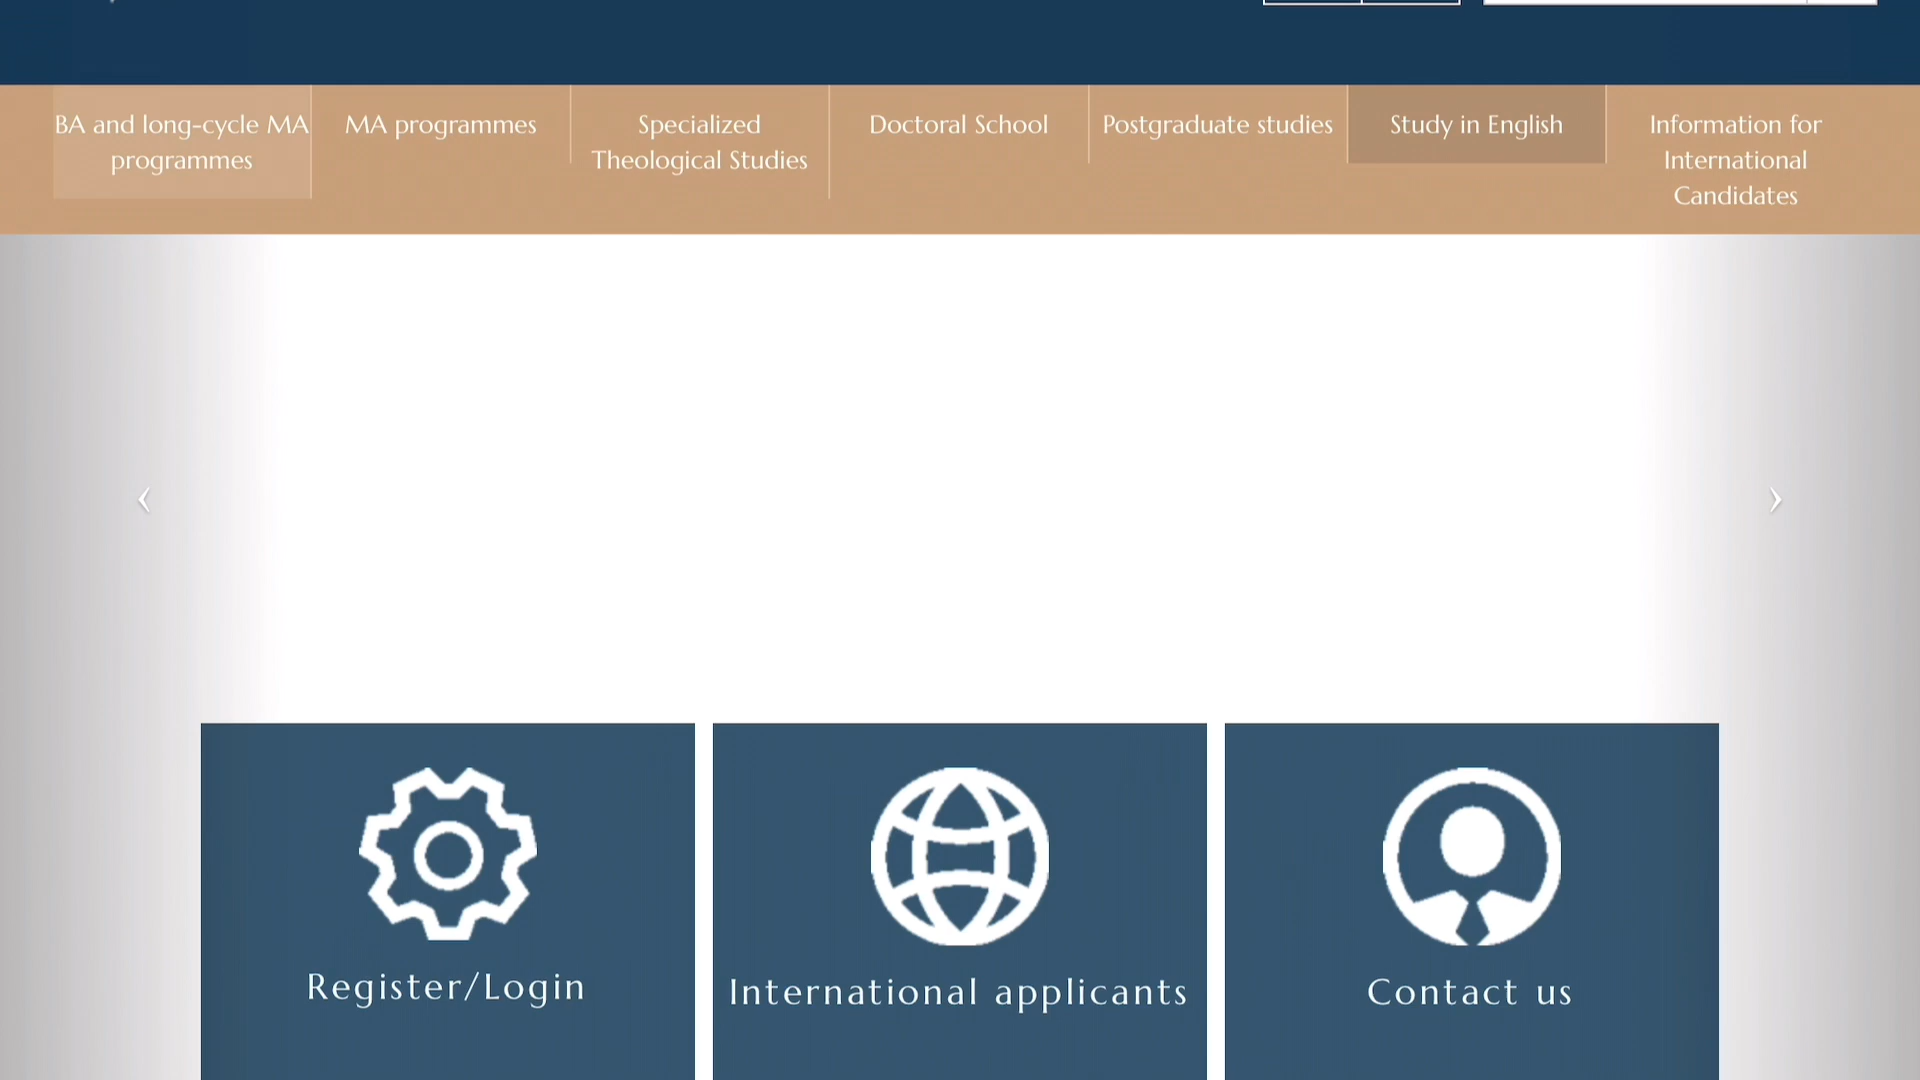 BA and long-cycle MA
programmes
MA programmes
Specialized
Theological Studies
Doctoral School
Postgraduate studies
Study in English
Information for
International
Candidates
Register/Login
International applicants
Contact us